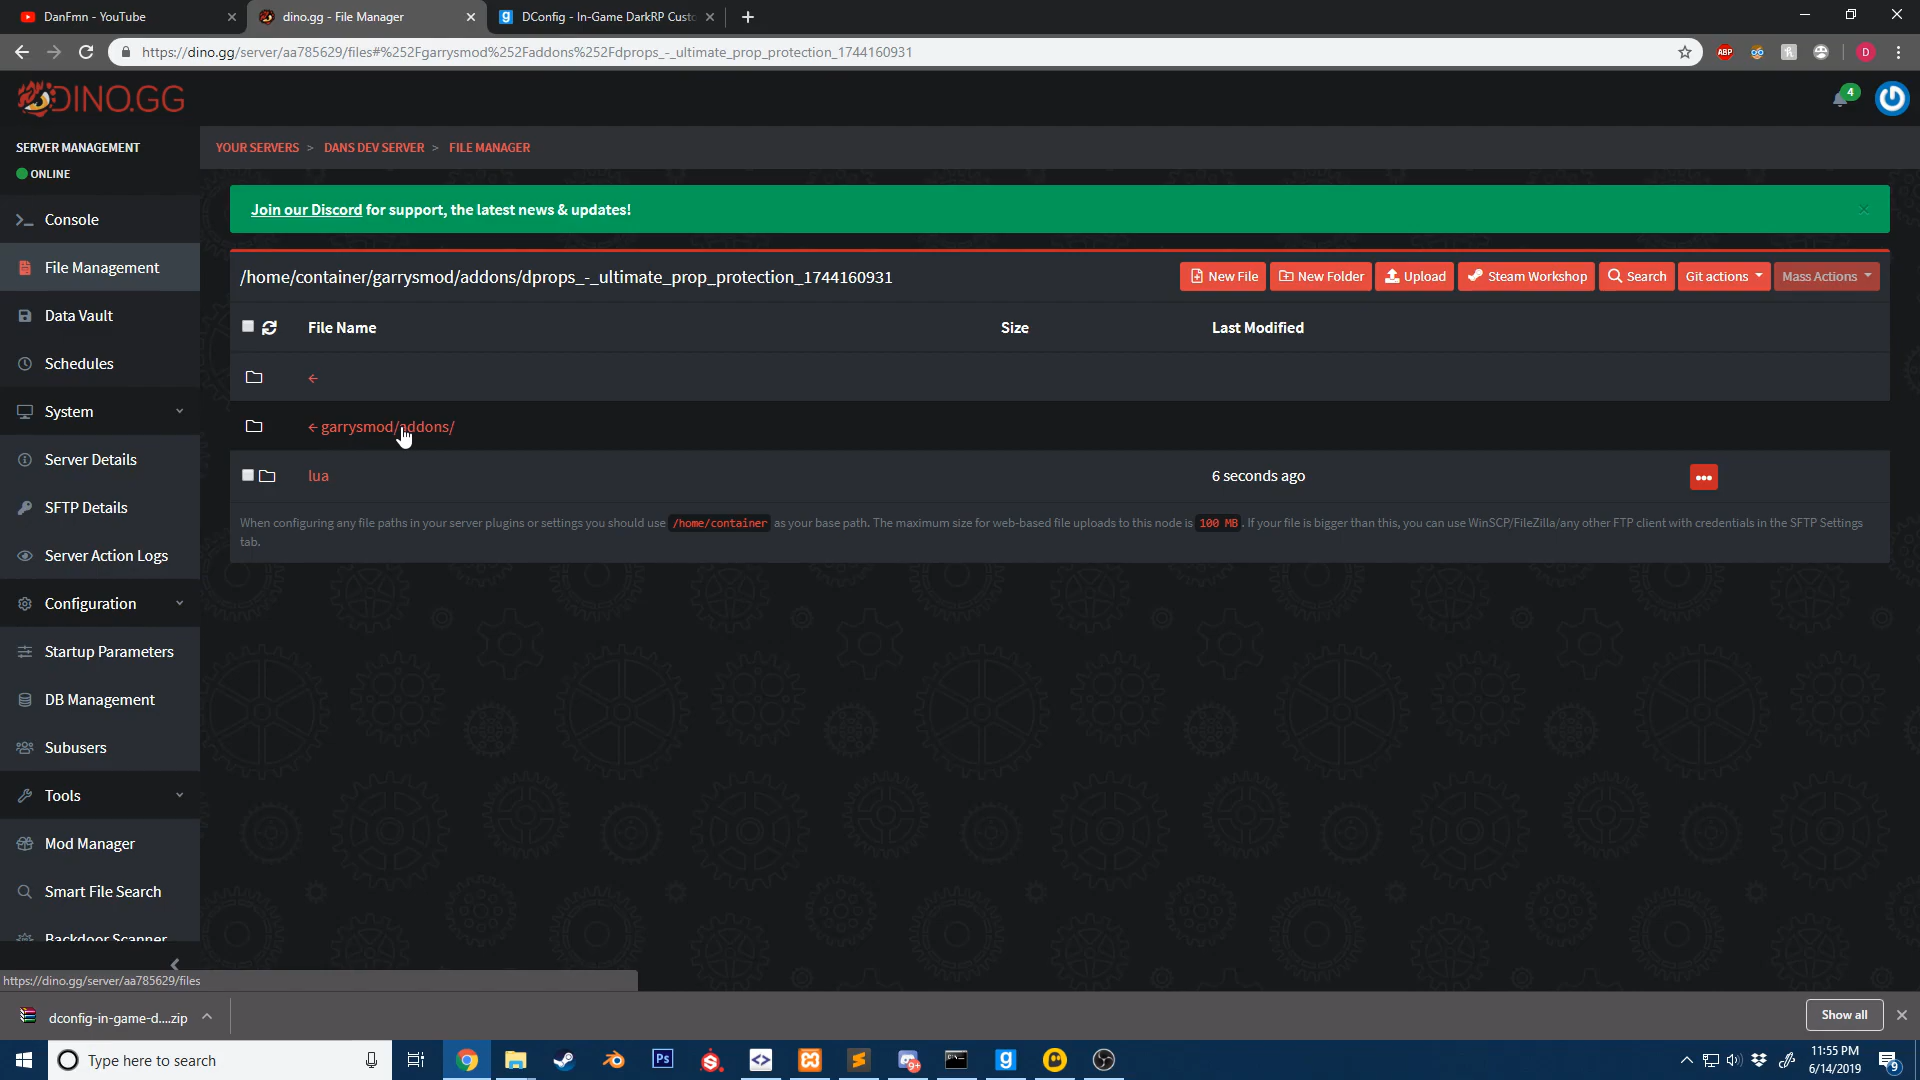 DanFmn - YouTube
dino.gg - File Manager
DConfig - In-Game DarkRP Custo
https://dino.gg/server/aa785629/files#%252Fgarrysmod%252Faddons%252Fdprops_-_ultimate_prop_protection_1744160931
ABP
D
DINO.GG
4
SERVER MANAGEMENT
ONLINE
YOUR SERVERS > DANS DEV SERVER > FILE MANAGER
Console
File Management
Data Vault
Schedules
System
Server Details
SFTP Details
Server Action Logs
Configuration
Startup Parameters
DB Management
Subusers
Tools
Mod Manager
Smart File Search
Backdoor Scanner
Join our Discord for support, the latest news & updates!
/home/container/garrysmod/addons/dprops_-_ultimate_prop_protection_1744160931
New File
New Folder
Upload
Steam Workshop
Search
Git actions
Mass Actions
File Name
Size
Last Modified
←
← garrysmod/addons/
lua
6 seconds ago
When configuring any file paths in your server plugins or settings you should use /home/container as your base path. The maximum size for web-based file uploads to this node is 100 MB. If your file is bigger than this, you can use WinSCP/FileZilla/any other FTP client with credentials in the SFTP Settings
tab.
https://dino.gg/server/aa785629/files
dconfig-in-game-d....zip
Show all
Type here to search
Ps
9+
11:55 PM
6/14/2019
9